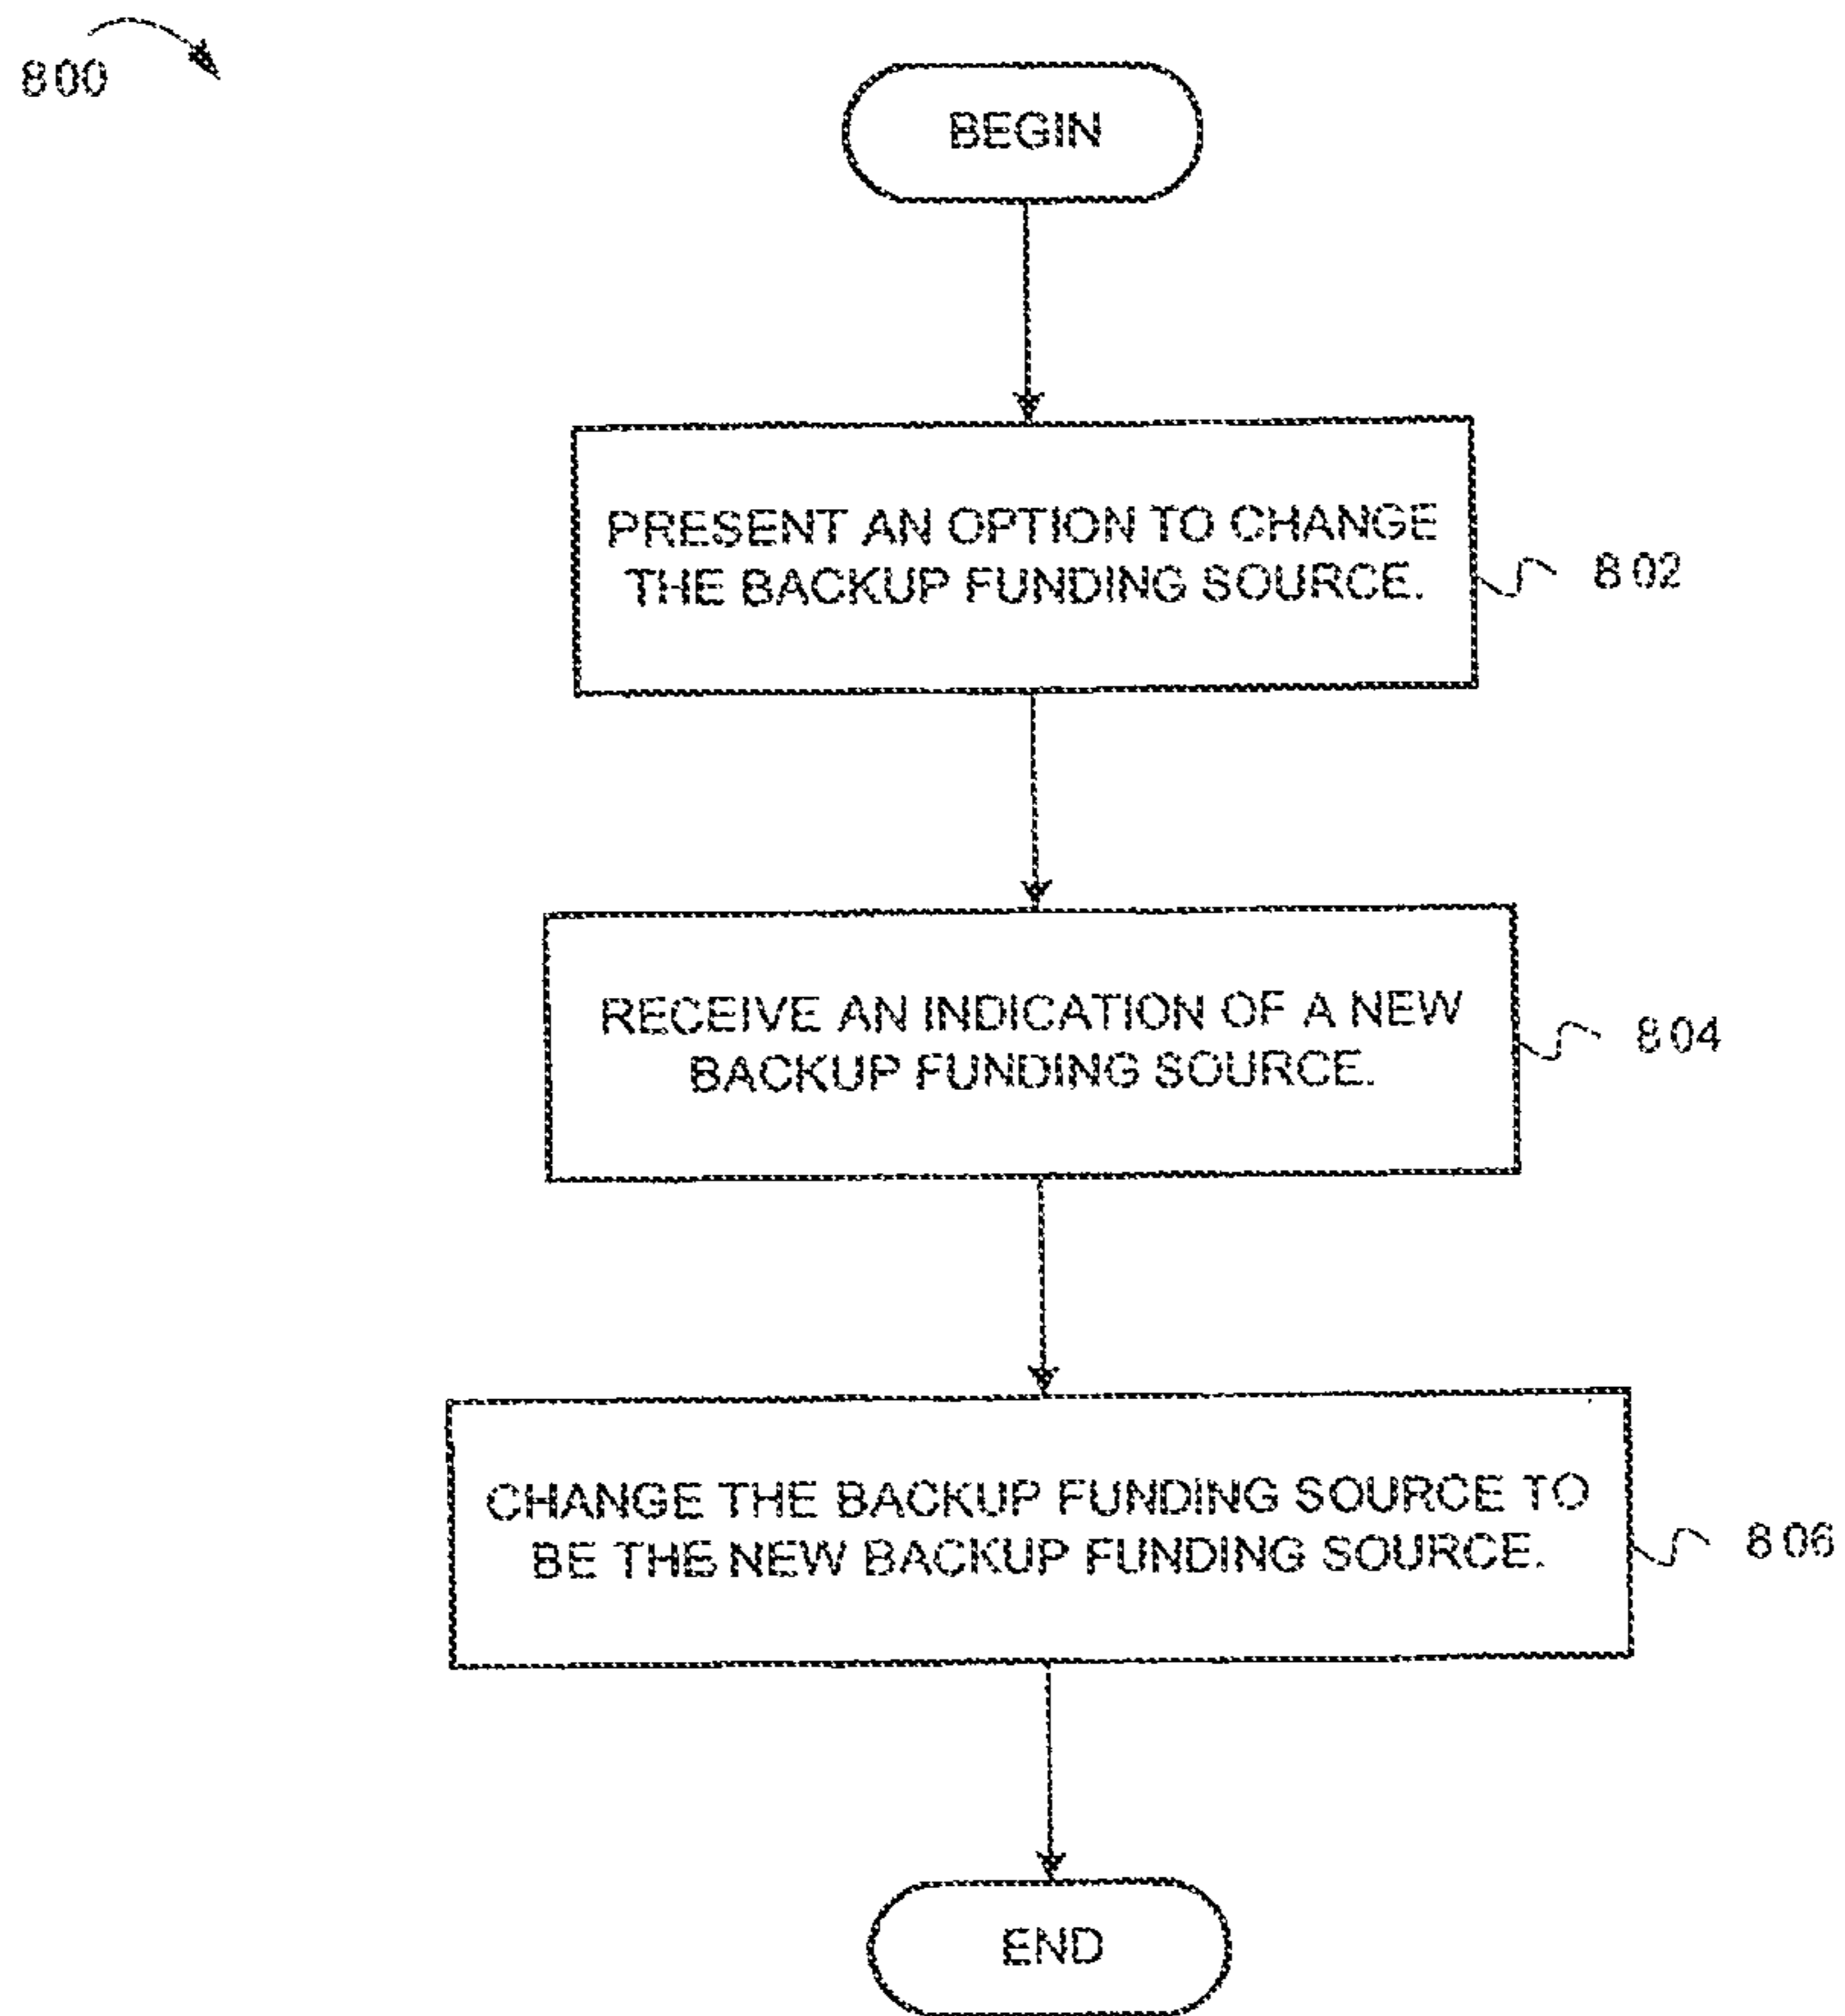 800
BEGIN
PRESENT AN OPTION TO CHANGE
THE BACKUP FUNDING SOURCE.
802
RECEIVE AN INDICATION OF A NEW
BACKUP FUNDING SOURCE.
804
CHANGE THE BACKUP FUNDING SOURCE TO
BE THE NEW BACKUP FUNDING SOURCE.
806
END